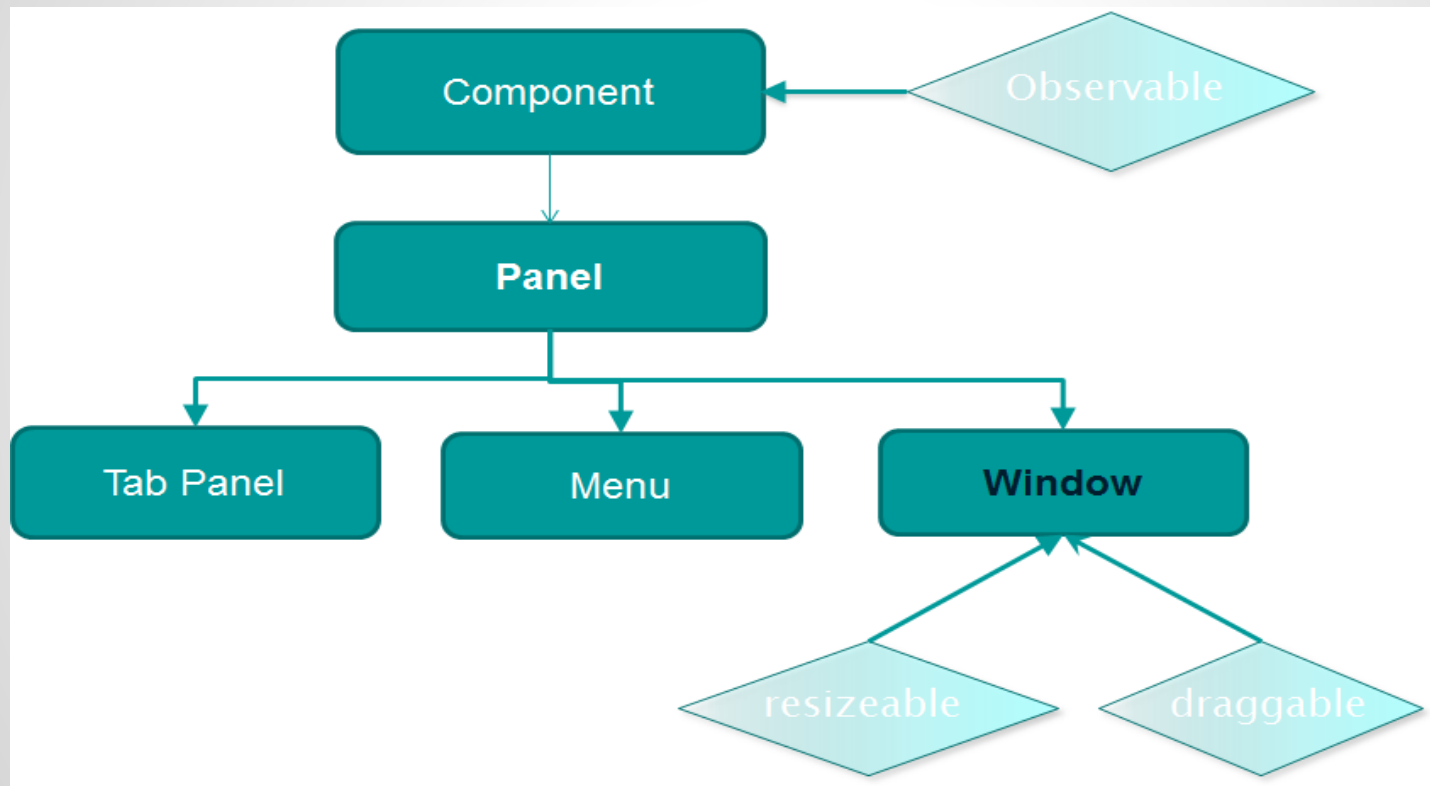 Component
Observable
Panel
Tab Panel
Menu
Window
resizeable
draggable